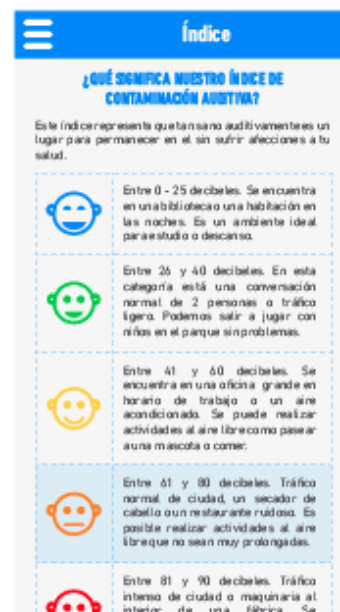 Índice
¿QUÉ SIGNIFICA NUESTRO ÍNDICE DE
CONTAMINACIÓN AUDITIVA?
Este índice representa que tan sano auditivamente es un
lugar para permanecer en el sin sufrir afecciones a tu
salud.
Entre 0 - 25 decibeles. Se encuentra
en una biblioteca o una habitación en
las noches. Es un ambiente ideal
para estudio o descanso.
Entre 26 y 40 decibeles. En esta
categoría está una conversación
normal de 2 personas o tráfico
ligero. Podemos salir a jugar con
niños en el parque sin problemas.
Entre 41 y 60 decibeles. Se
encuentra en una oficina grande en
horario de trabajo o un aire
acondicionado. Se puede realizar
actividades al aire libre como pasear
a una mascota o comer.
Entre 61 y 80 decibeles. Tráfico
normal de ciudad, un secador de
cabello o un restaurante ruidoso. Es
posible realizar actividades al aire
libre que no sean muy prolongadas.
Entre 81 y 90 decibeles. Tráfico
intenso de ciudad o maquinaria al
interior de una fábrica. Se